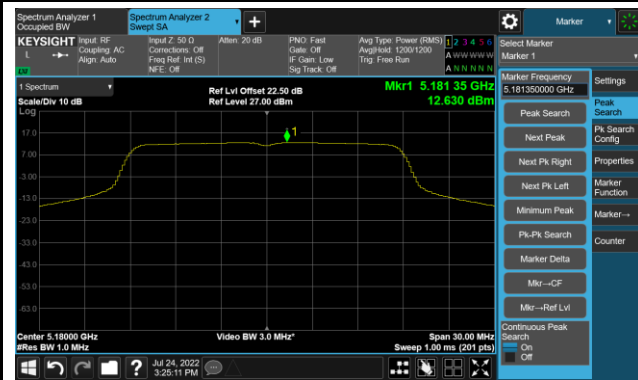 Spectrum Analyzer 1
Occupied BW
Spectrum Analyzer 2
Swept SA
Marker
KEYSIGHT
L
Input: RF
Coupling: AC
Align: Auto
Input Z: 50 Ω
Corrections: Off
Freq Ref: Int (S)
NFE: Off
Atten: 20 dB
PNO: Fast
Gate: Off
IF Gain: Low
Sig Track: Off
Avg Type: Power (RMS)
Avg|Hold: 1200/1200
Trig: Free Run
1 2 3 4 5 6
A W W W W W
A N N N N N
Select Marker
Marker 1
1 Spectrum
Scale/Div 10 dB
Log
Ref Lvl Offset 22.50 dB
Ref Level 27.00 dBm
Mkr1 5.181 35 GHz
12.630 dBm
1
17.0
7.00
-3.00
-13.0
-23.0
-33.0
-43.0
-53.0
-63.0
Center 5.18000 GHz
#Res BW 1.0 MHz
Video BW 3.0 MHz*
Span 30.00 MHz
Sweep 1.00 ms (201 pts)
Marker Frequency
5.181350000 GHz
Peak Search
Next Peak
Next Pk Right
Next Pk Left
Minimum Peak
Pk-Pk Search
Marker Delta
Mkr→CF
Mkr→Ref Lvl
Continuous Peak
Search
On
Off
Settings
Peak
Search
Pk Search
Config
Properties
Marker
Function
Marker→
Counter
Jul 24, 2022
3:25:11 PM